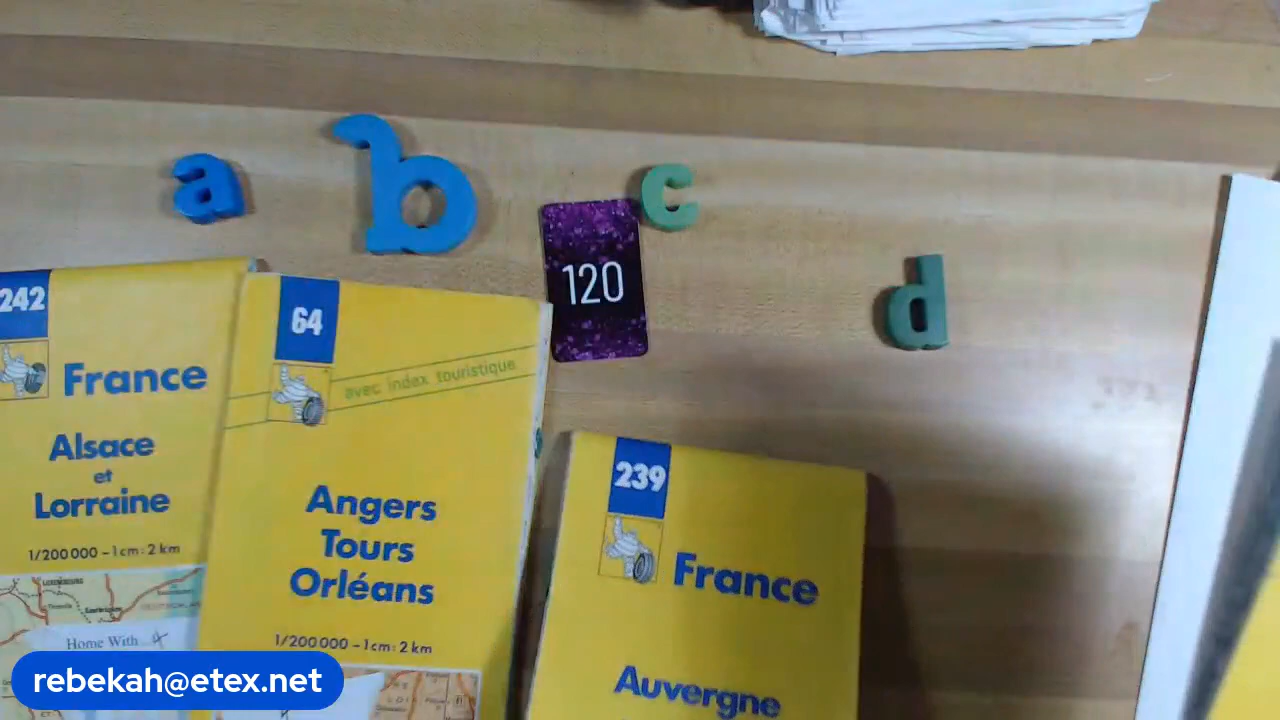 a
b
c
d
120
242
France
Alsace
et
Lorraine
1/200 000 - 1 cm: 2 km
LUXEMBOURG
Home With
64
avec index touristique
Angers
Tours
Orléans
1/200 000 - 1 cm: 2 km
239
France
Auvergne
rebekah@etex.net